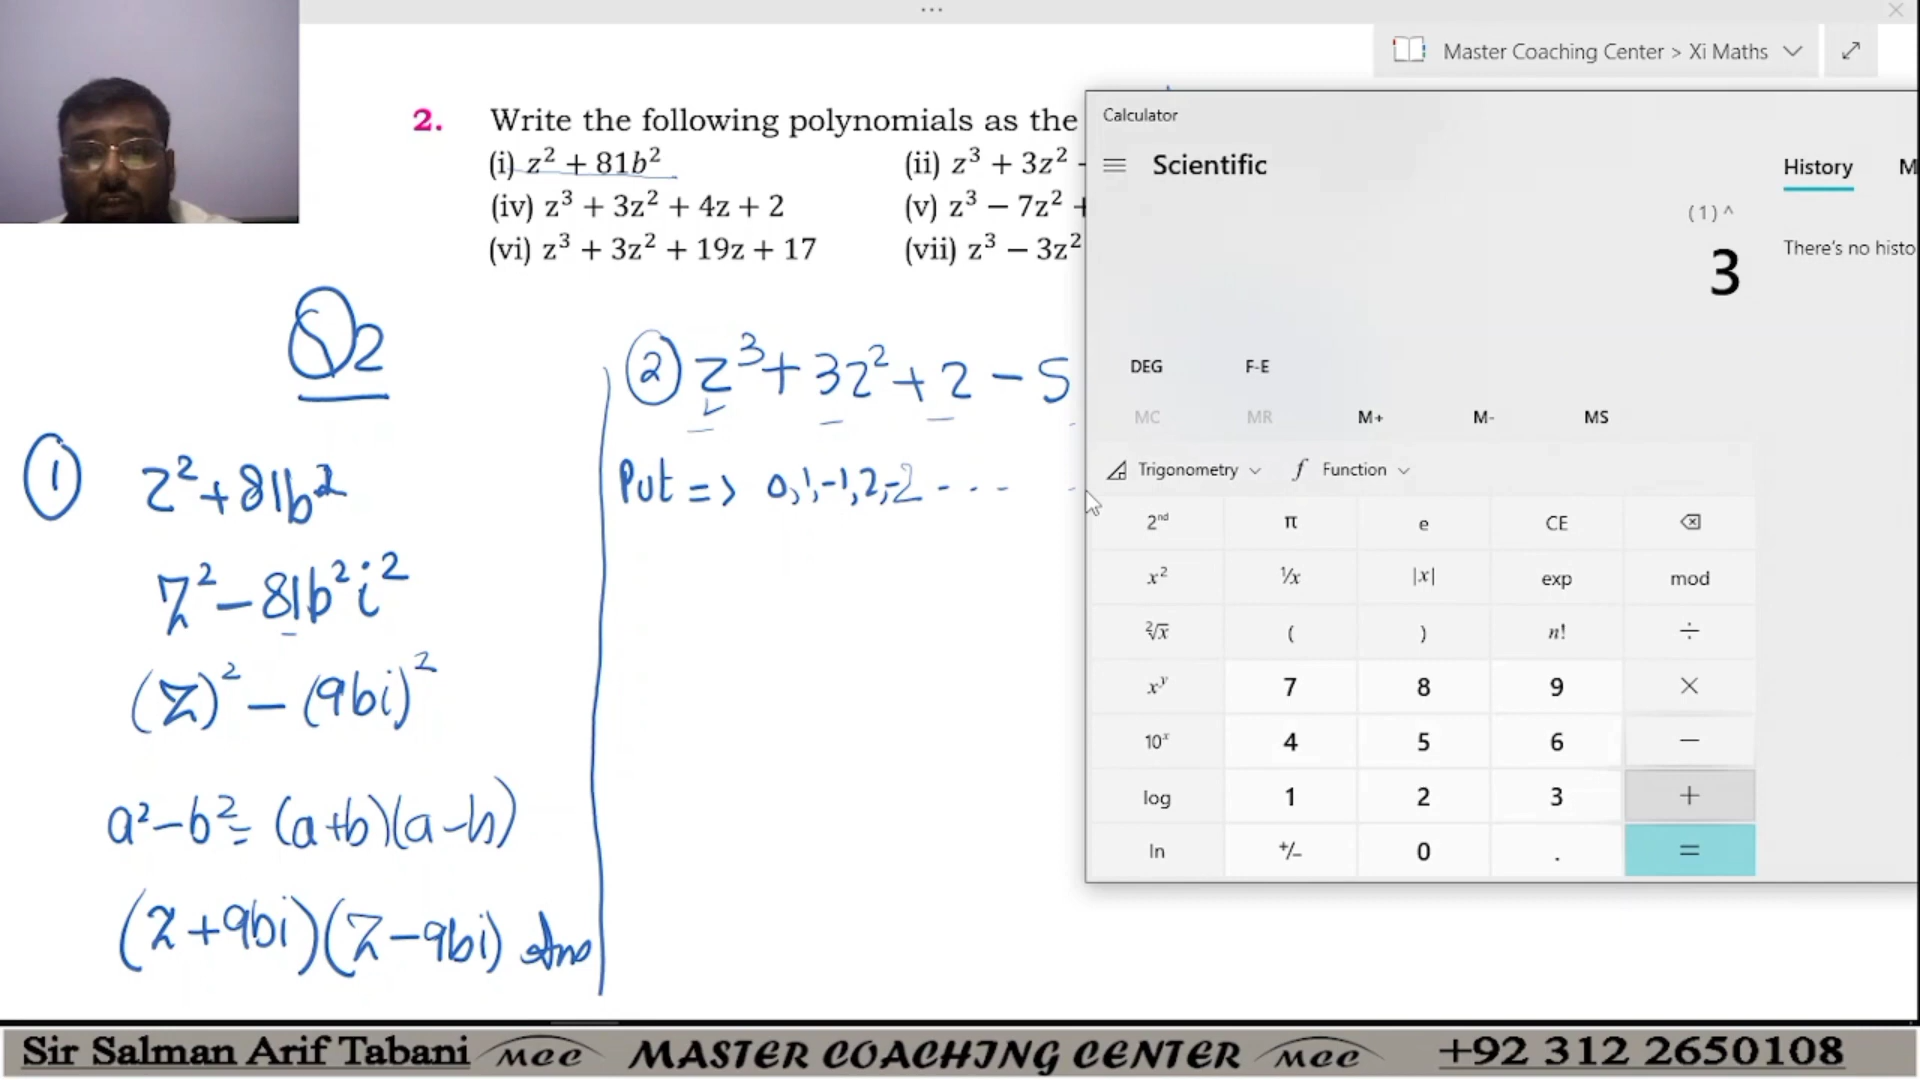 ...
Master Coaching Center > Xi Maths
2. Write the following polynomials as the
(i) z² + 81b² (ii) z³ + 3z² -
(iv) z³ + 3z² + 4z + 2 (v) z³ − 7z² +
(vi) z³ + 3z² + 19z + 17 (vii) z³ − 3z²
Q2
① z² + 81b²
z² − 81b²i²
(z)² − (9bi)²
a² − b² = (a+b)(a−b)
(z+9bi)(z−9bi) Ans
② z³ + 3z² + z − 5
Put => 0, 1, -1, 2, -2 - - -
Calculator
Scientific
History M
(1) ^
3
There's no histo
DEG F-E
MC MR M+ M- MS
Trigonometry f Function
2nd π e CE
x² ¹/x |x| exp mod
²√x ( ) n! ÷
xʸ 7 8 9 ×
10ˣ 4 5 6 −
log 1 2 3 +
ln +/− 0 . =
Sir Salman Arif Tabani MCC MASTER COACHING CENTER MCC +92 312 2650108